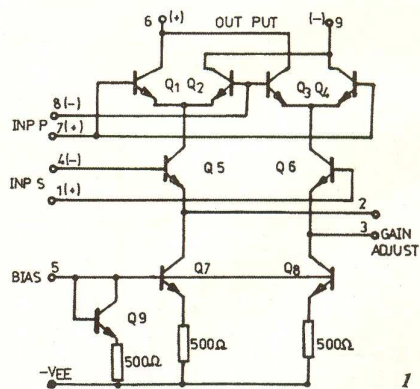 6 (+) OUT PUT (-) 9
Q1 Q2 Q3 Q4
8(-)
INP P
7(+)
4(-) Q5 Q6
INP S
1(+)
2
3 GAIN
ADJUST
BIAS 5 Q7 Q8
Q9
500Ω 500Ω
500Ω
-VEE
1